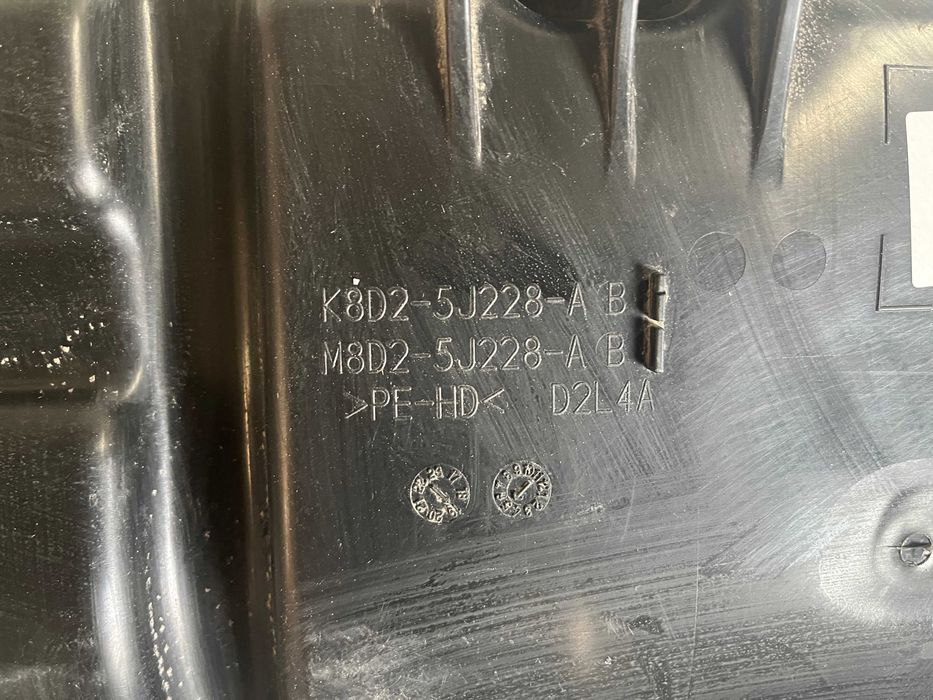 K8D2-5J228-A B
M8D2-5J228-A B
>PE-HD< D2L4A